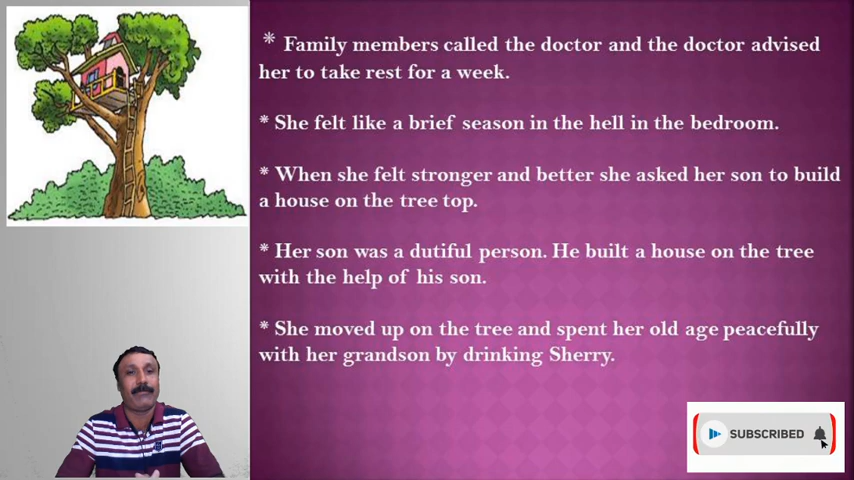 * Family members called the doctor and the doctor advised
her to take rest for a week.
* She felt like a brief season in the hell in the bedroom.
* When she felt stronger and better she asked her son to build
a house on the tree top.
* Her son was a dutiful person. He built a house on the tree
with the help of his son.
* She moved up on the tree and spent her old age peacefully
with her grandson by drinking Sherry.
SUBSCRIBED